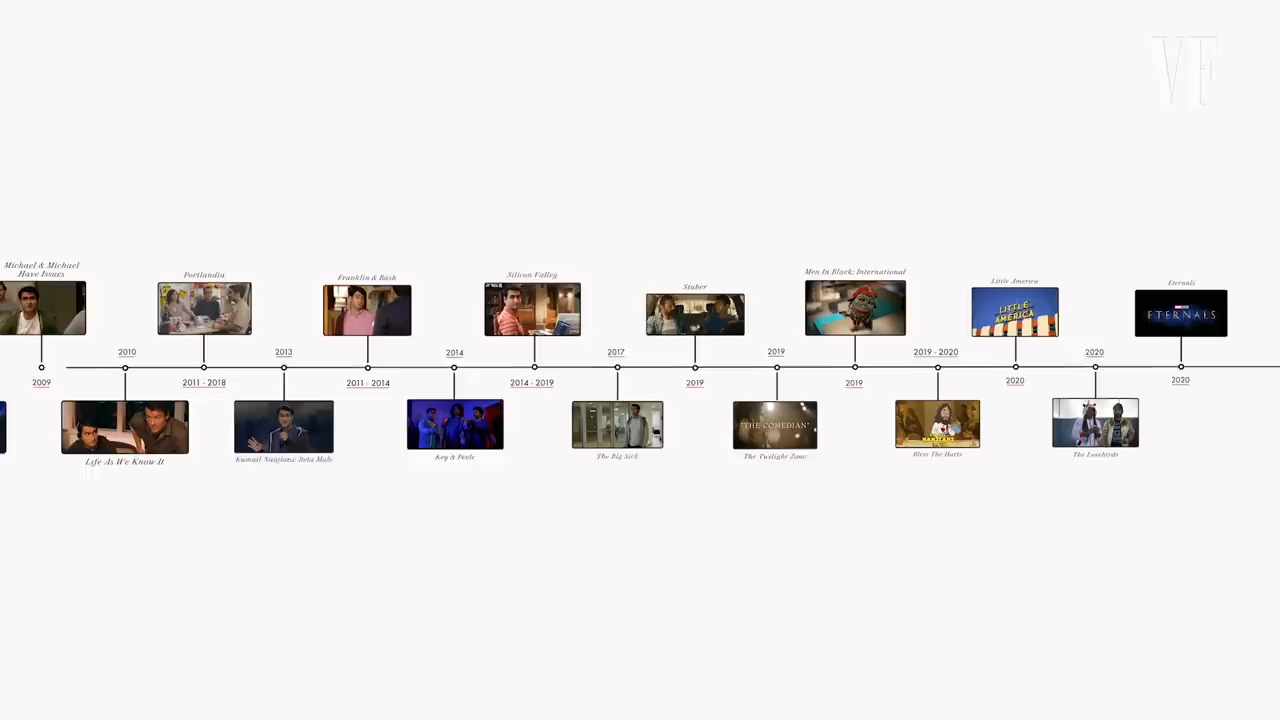 VF
Michael & Michael
Have Issues
Portlandia
Franklin & Bash
Silicon Valley
Stuber
Men In Black: International
Little America
Eternals
LITTLE
AMERICA
ETERNALS
2010
2013
2014
2017
2019
2019 - 2020
2020
2009
2011 - 2018
2011 - 2014
2014 - 2019
2019
2019
2020
2020
"THE COMEDIAN"
Life As We Know It
Kumail Nanjiani: Beta Male
Key & Peele
The Big Sick
The Twilight Zone
Bless The Harts
The Lovebirds